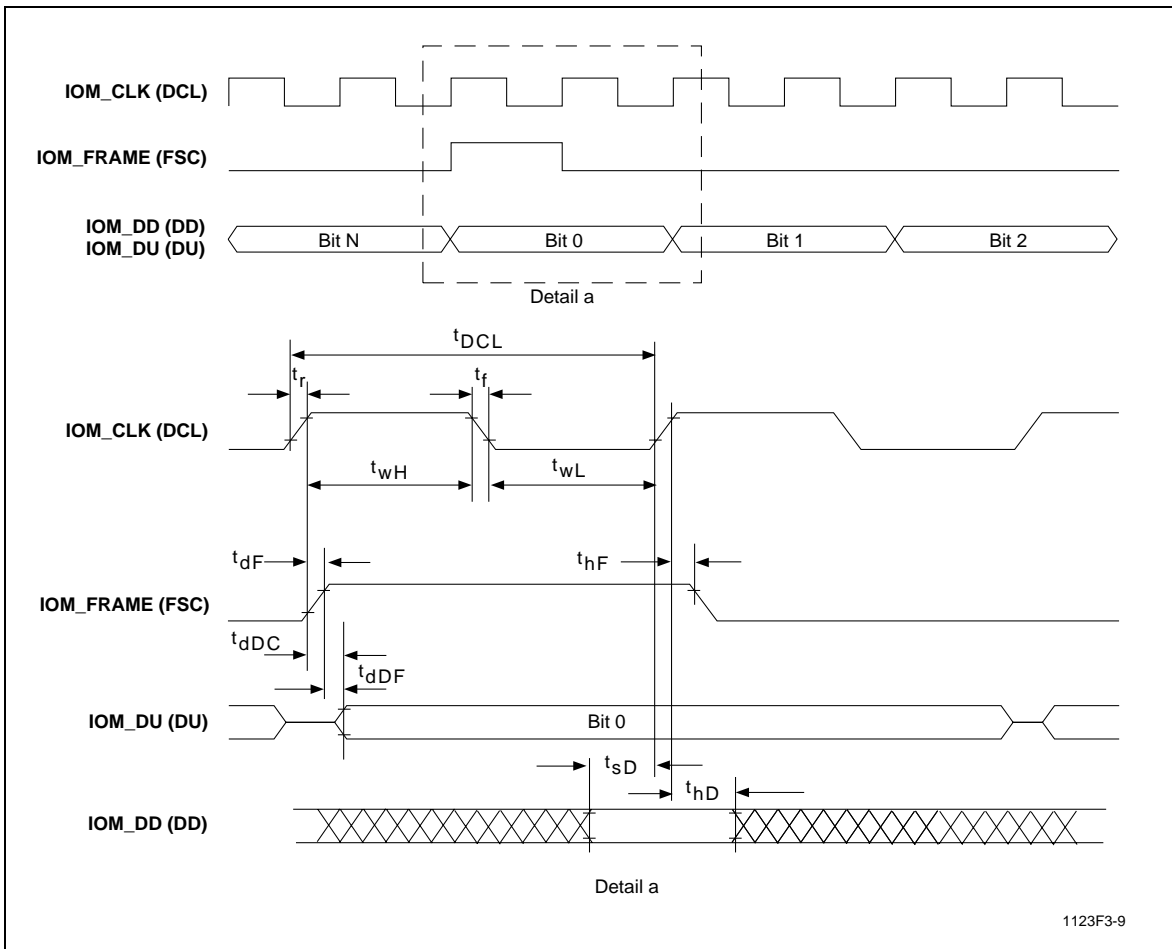 IOM_CLK (DCL)
IOM_FRAME (FSC)
IOM_DD (DD)
IOM_DU (DU)
Bit N
Bit 0
Bit 1
Bit 2
Detail a
tDCL
tr
tf
IOM_CLK (DCL)
twH
twL
tdF
thF
IOM_FRAME (FSC)
tdDC
tdDF
IOM_DU (DU)
Bit 0
tsD
thD
IOM_DD (DD)
Detail a
1123F3-9